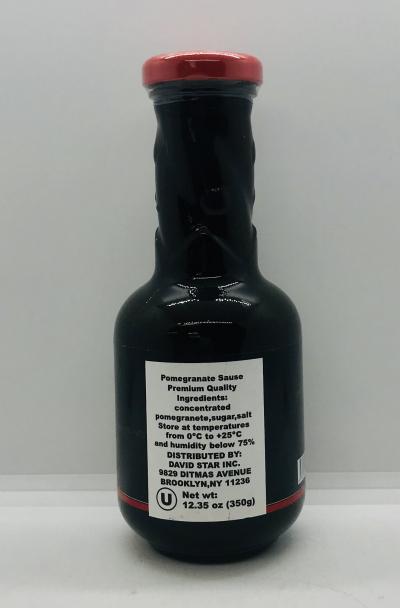 Pomegranate Sause
Premium Quality
Ingredients:
concentrated
pomegranete,sugar,salt
Store at temperatures
from 0°C to +25°C
and humidity below 75%
DISTRIBUTED BY:
DAVID STAR INC.
9829 DITMAS AVENUE
BROOKLYN,NY 11236
U Net wt:
12.35 oz (350g)